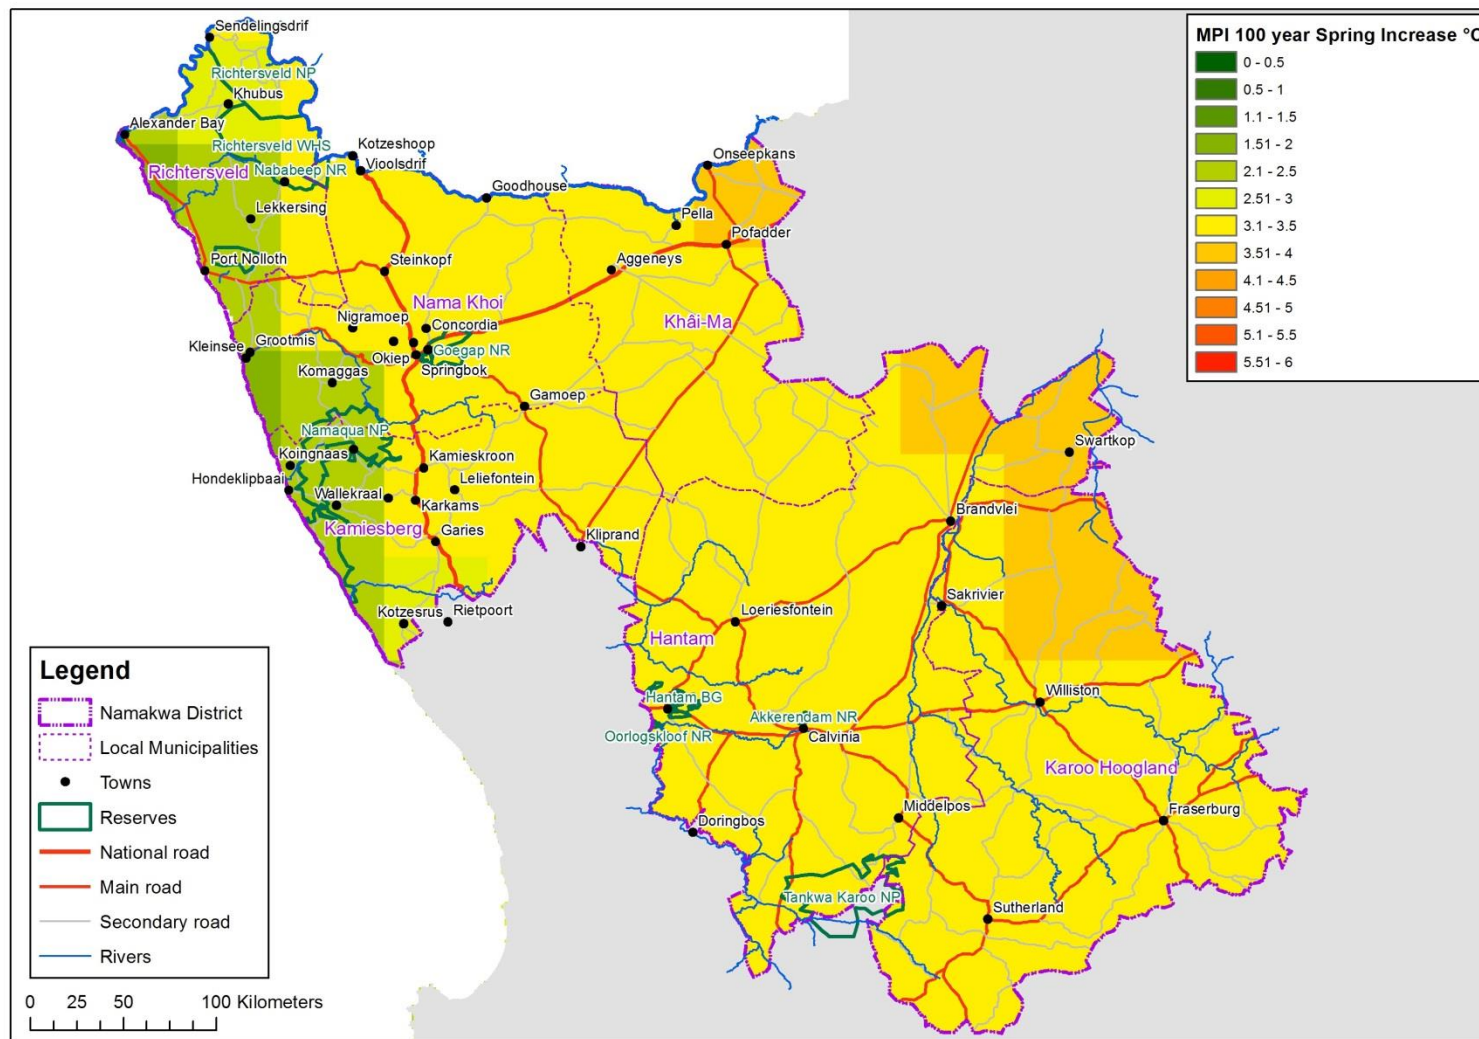 MPI 100 year Spring Increase °C
0 - 0.5
0.5 - 1
1.1 - 1.5
1.51 - 2
2.1 - 2.5
2.51 - 3
3.1 - 3.5
3.51 - 4
4.1 - 4.5
4.51 - 5
5.1 - 5.5
5.51 - 6
Sendelingsdrif
Richtersveld NP
Khubus
Alexander Bay
Richtersveld WHS
Kotzeshoop
Vioolsdrif
Richtersveld
Nababeep NR
Onseepkans
Goodhouse
Lekkersing
Pella
Pofadder
Port Nolloth
Steinkopf
Aggeneys
Nama Khoi
Nigramoep
Concordia
Khâi-Ma
Kleinsee
Grootmis
Okiep
Goegap NR
Springbok
Komaggas
Gamoep
Namaqua NP
Swartkop
Koingnaas
Kamieskroon
Hondeklipbaai
Wallekraal
Leliefontein
Karkams
Brandvlei
Kamiesberg
Garies
Kliprand
Kotzesrus
Rietpoort
Loeriesfontein
Sakrivier
Hantam
Hantam BG
Williston
Akkerendam NR
Oorlogskloof NR
Calvinia
Karoo Hoogland
Middelpos
Fraserburg
Doringbos
Tankwa Karoo NP
Sutherland
Legend
Namakwa District
Local Municipalities
Towns
Reserves
National road
Main road
Secondary road
Rivers
0 25 50 100 Kilometers